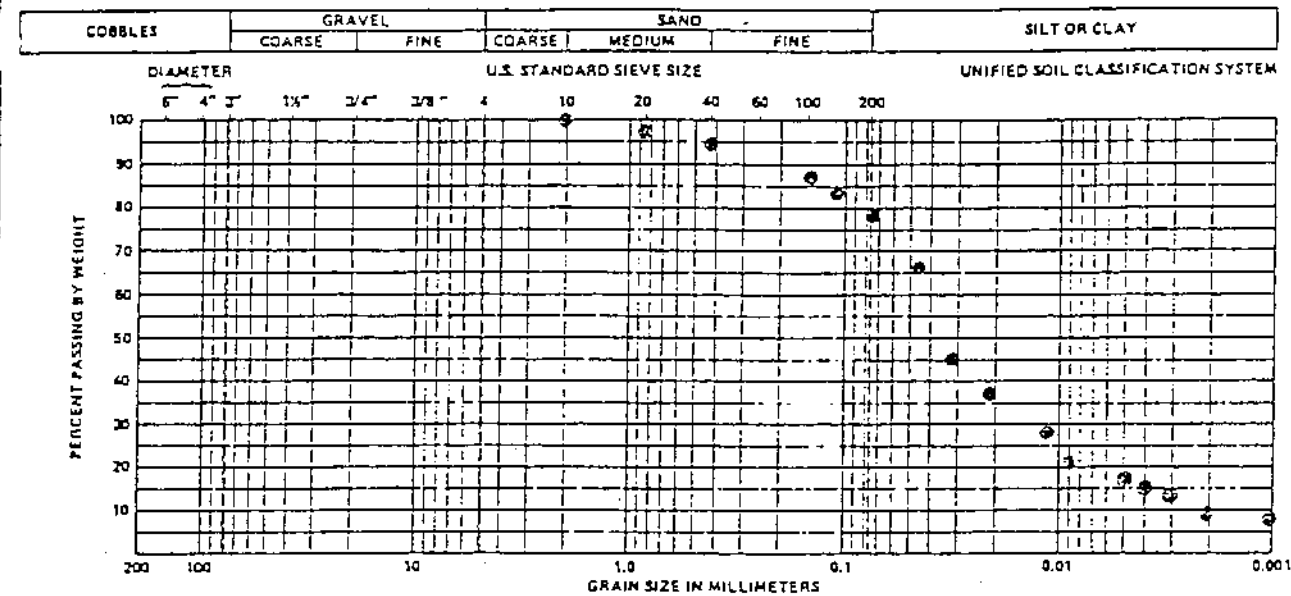 COBBLES GRAVEL SAND SILT OR CLAY
COARSE FINE COARSE MEDIUM FINE
DIAMETER U.S. STANDARD SIEVE SIZE UNIFIED SOIL CLASSIFICATION SYSTEM
6" 4" 3" 1½" 3/4" 3/8" 4 10 20 40 60 100 200
100
90
80
70
60
50
40
30
20
10
PERCENT PASSING BY WEIGHT
200 100 10 1.0 0.1 0.01 0.001
GRAIN SIZE IN MILLIMETERS